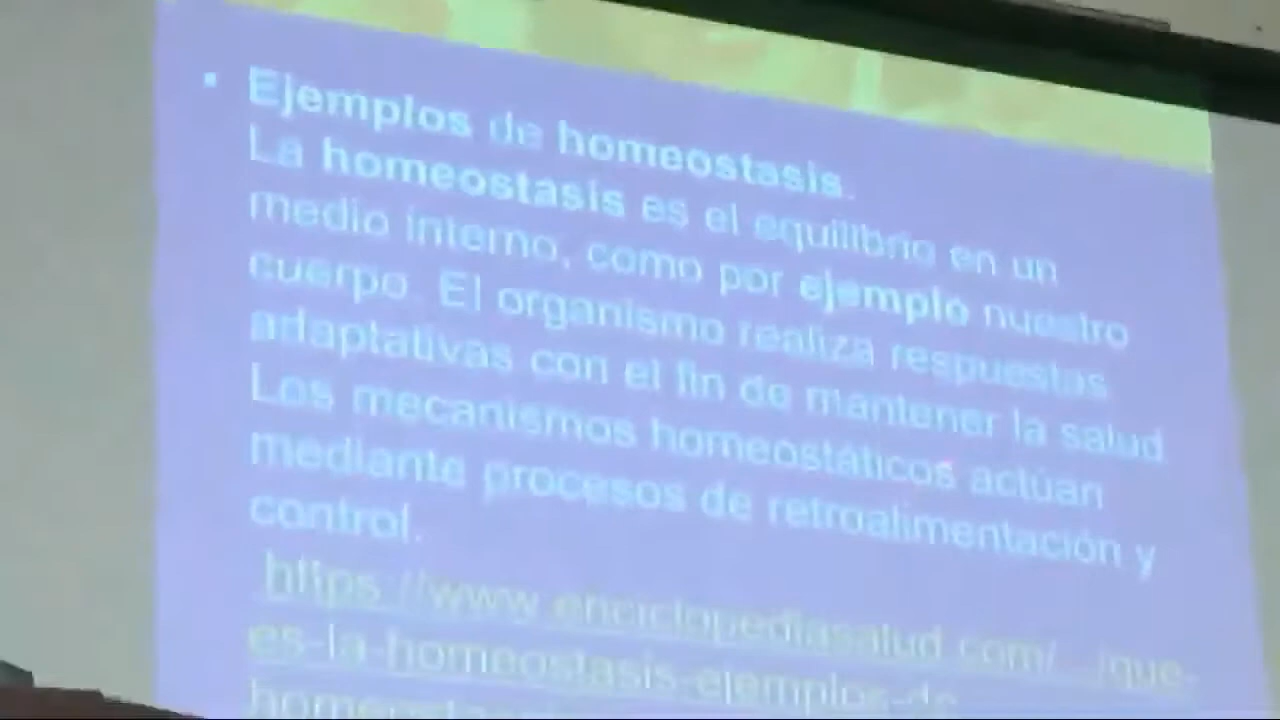 Ejemplos de homeostasis.
La homeostasis es el equilibrio en un
medio interno, como por ejemplo nuestro
cuerpo. El organismo realiza respuestas
adaptativas con el fin de mantener la salud
Los mecanismos homeostáticos actúan
mediante procesos de retroalimentación y
control.
https://www.enciclopediasalud.com/.../que-
es-la-homeostasis-ejemplos-de